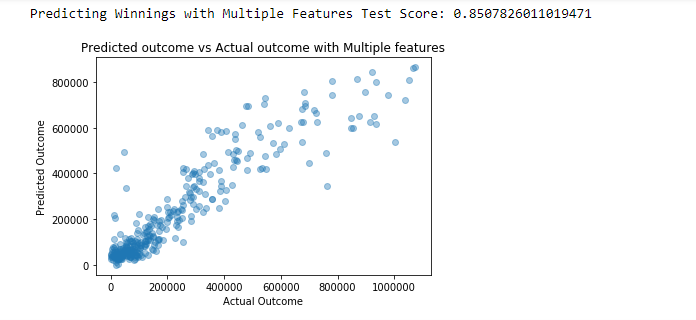 Predicting Winnings with Multiple Features Test Score: 0.8507826011019471
Predicted outcome vs Actual outcome with Multiple features
800000
600000
400000
200000
0
Predicted Outcome
0 200000 400000 600000 800000 1000000
Actual Outcome